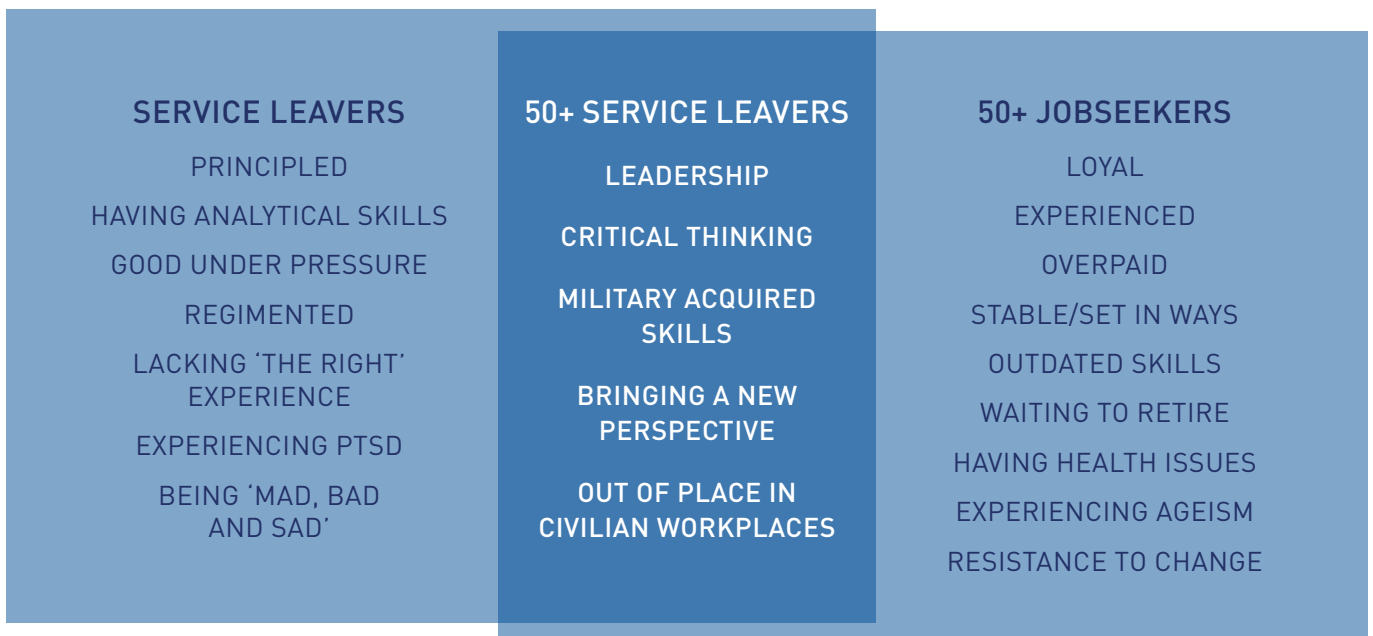 SERVICE LEAVERS
PRINCIPLED
HAVING ANALYTICAL SKILLS
GOOD UNDER PRESSURE
REGIMENTED
LACKING ‘THE RIGHT’
EXPERIENCE
EXPERIENCING PTSD
BEING ‘MAD, BAD
AND SAD’
50+ SERVICE LEAVERS
LEADERSHIP
CRITICAL THINKING
MILITARY ACQUIRED
SKILLS
BRINGING A NEW
PERSPECTIVE
OUT OF PLACE IN
CIVILIAN WORKPLACES
50+ JOBSEEKERS
LOYAL
EXPERIENCED
OVERPAID
STABLE/SET IN WAYS
OUTDATED SKILLS
WAITING TO RETIRE
HAVING HEALTH ISSUES
EXPERIENCING AGEISM
RESISTANCE TO CHANGE